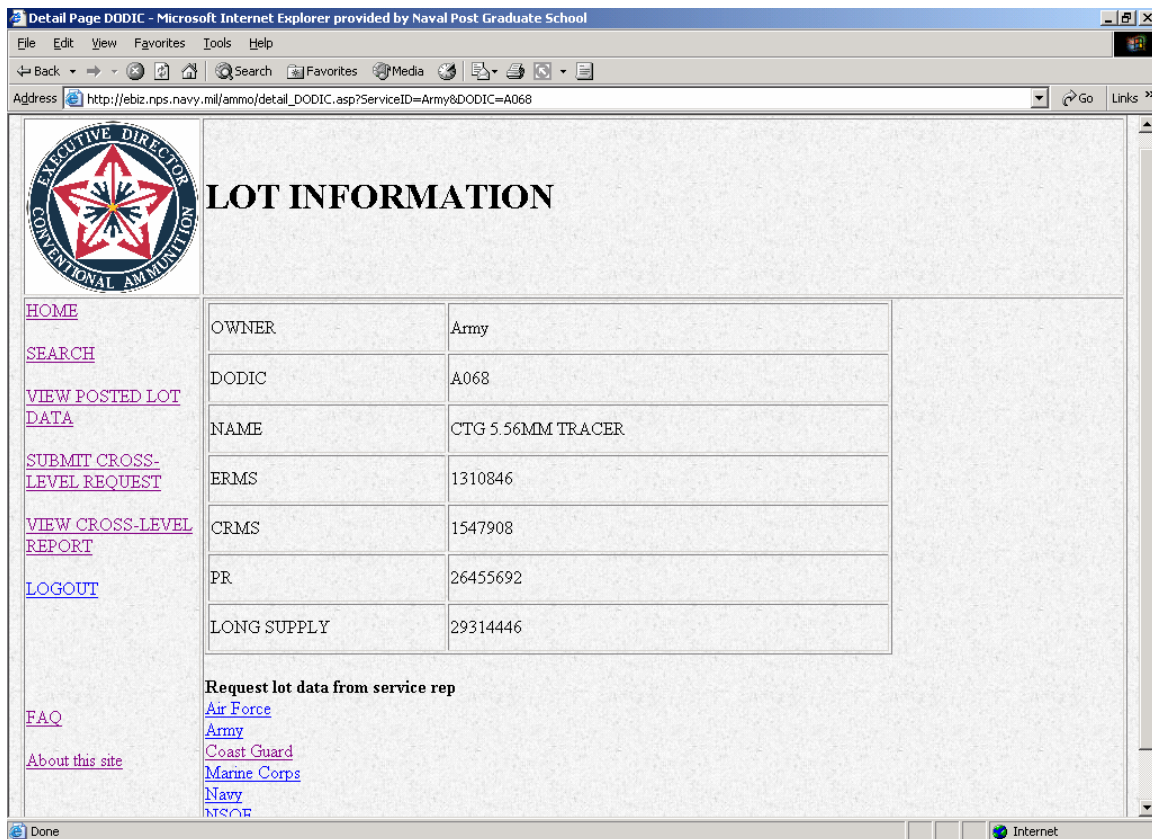 Detail Page DODIC - Microsoft Internet Explorer provided by Naval Post Graduate School
File Edit View Favorites Tools Help
Back Search Favorites Media
Address http://ebiz.nps.navy.mil/ammo/detail_DODIC.asp?ServiceID=Army&DODIC=A068 Go Links »
EXECUTIVE DIRECTOR
CONVENTIONAL AMMUNITION
LOT INFORMATION
HOME
SEARCH
VIEW POSTED LOT
DATA
SUBMIT CROSS-
LEVEL REQUEST
VIEW CROSS-LEVEL
REPORT
LOGOUT
FAQ
About this site
OWNER Army
DODIC A068
NAME CTG 5.56MM TRACER
ERMS 1310846
CRMS 1547908
PR 26455692
LONG SUPPLY 29314446
Request lot data from service rep
Air Force
Army
Coast Guard
Marine Corps
Navy
Done Internet